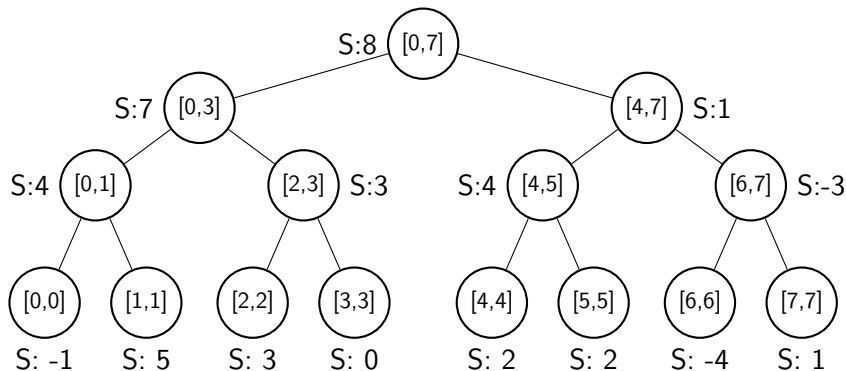 S:8 [0,7]
S:7 [0,3] [4,7] S:1
S:4 [0,1] [2,3] S:3 S:4 [4,5] [6,7] S:-3
[0,0] [1,1] [2,2] [3,3] [4,4] [5,5] [6,6] [7,7]
S: -1 S: 5 S: 3 S: 0 S: 2 S: 2 S: -4 S: 1